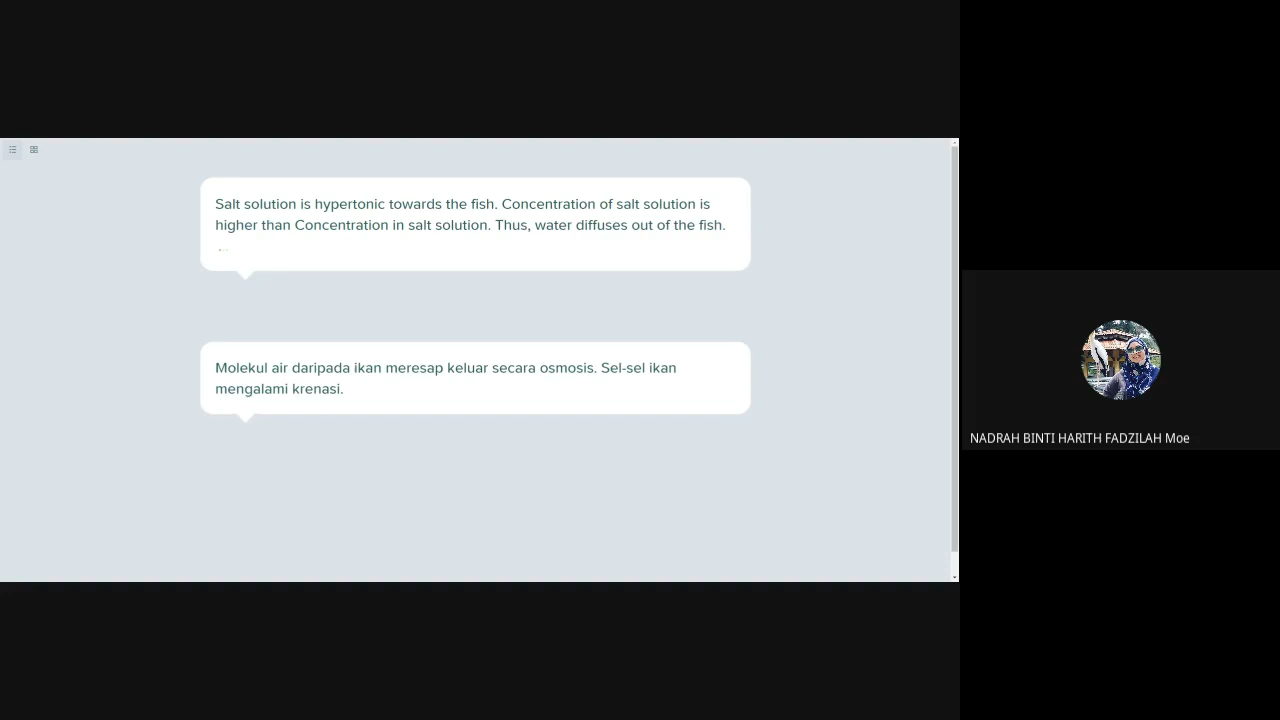 Salt solution is hypertonic towards the fish. Concentration of salt solution is
higher than Concentration in salt solution. Thus, water diffuses out of the fish.
Molekul air daripada ikan meresap keluar secara osmosis. Sel-sel ikan
mengalami krenasi.
NADRAH BINTI HARITH FADZILAH Moe